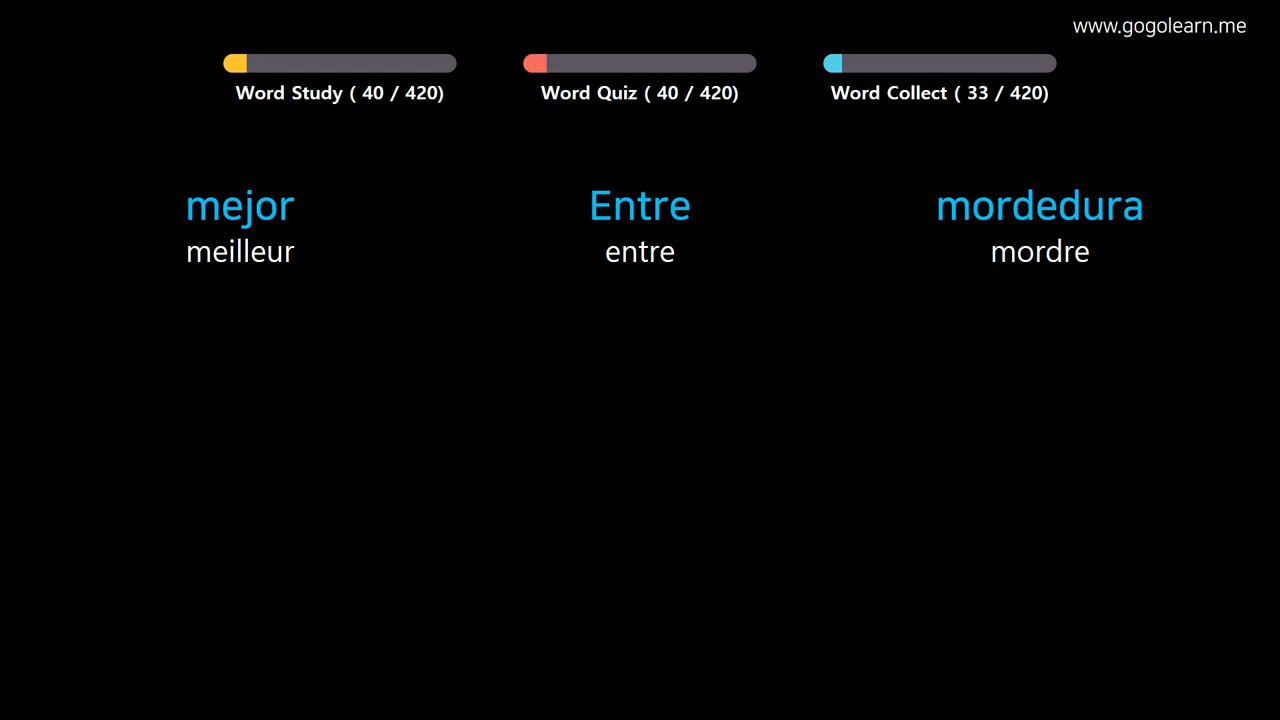 www.gogolearn.me
Word Study ( 40 / 420)
Word Quiz ( 40 / 420)
Word Collect ( 33 / 420)
mejor
meilleur
Entre
entre
mordedura
mordre